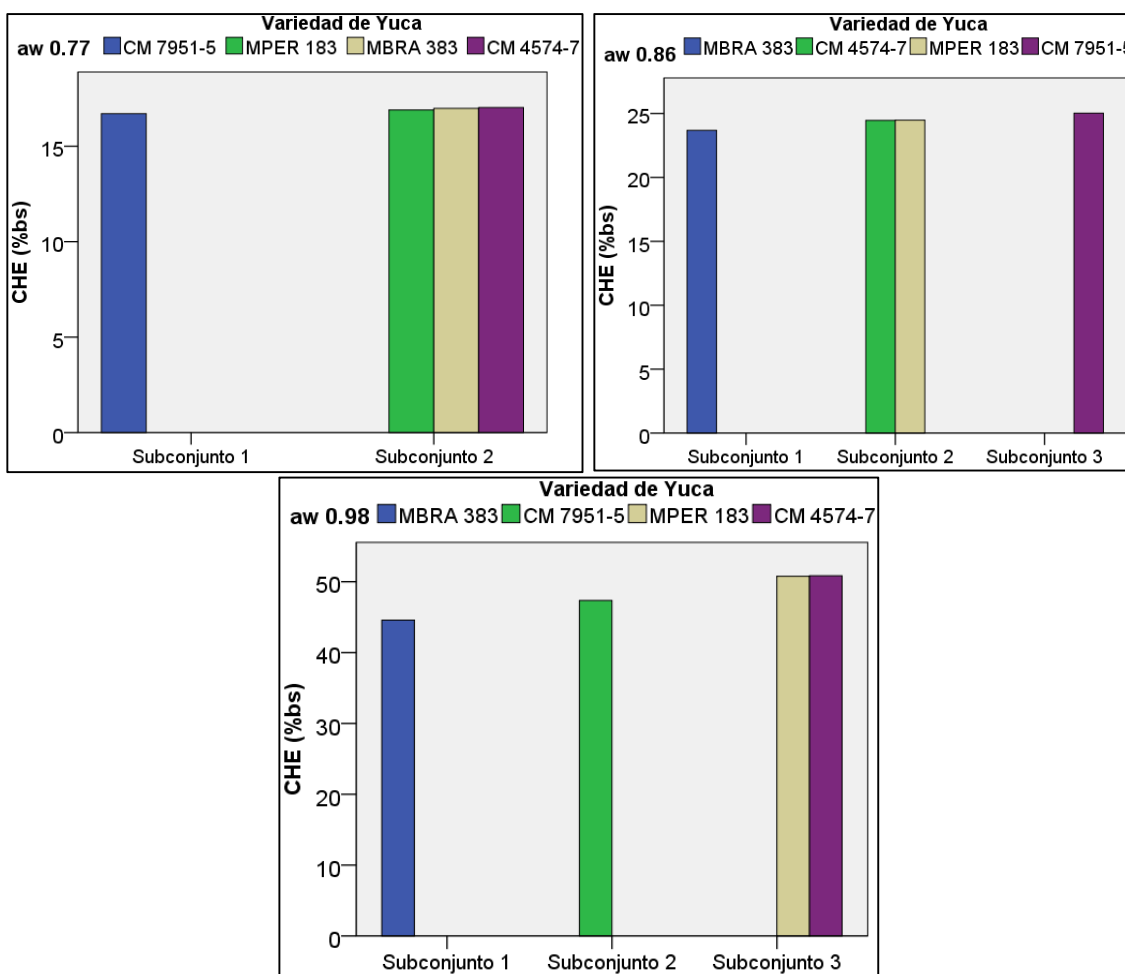 Variedad de Yuca
aw 0.77 CM 7951-5 MPER 183 MBRA 383 CM 4574-7
CHE (%bs)
15
10
5
0
Subconjunto 1 Subconjunto 2
Variedad de Yuca
aw 0.86 MBRA 383 CM 4574-7 MPER 183 CM 7951-5
CHE (%bs)
25
20
15
10
5
0
Subconjunto 1 Subconjunto 2 Subconjunto 3
Variedad de Yuca
aw 0.98 MBRA 383 CM 7951-5 MPER 183 CM 4574-7
CHE (%bs)
50
40
30
20
10
0
Subconjunto 1 Subconjunto 2 Subconjunto 3